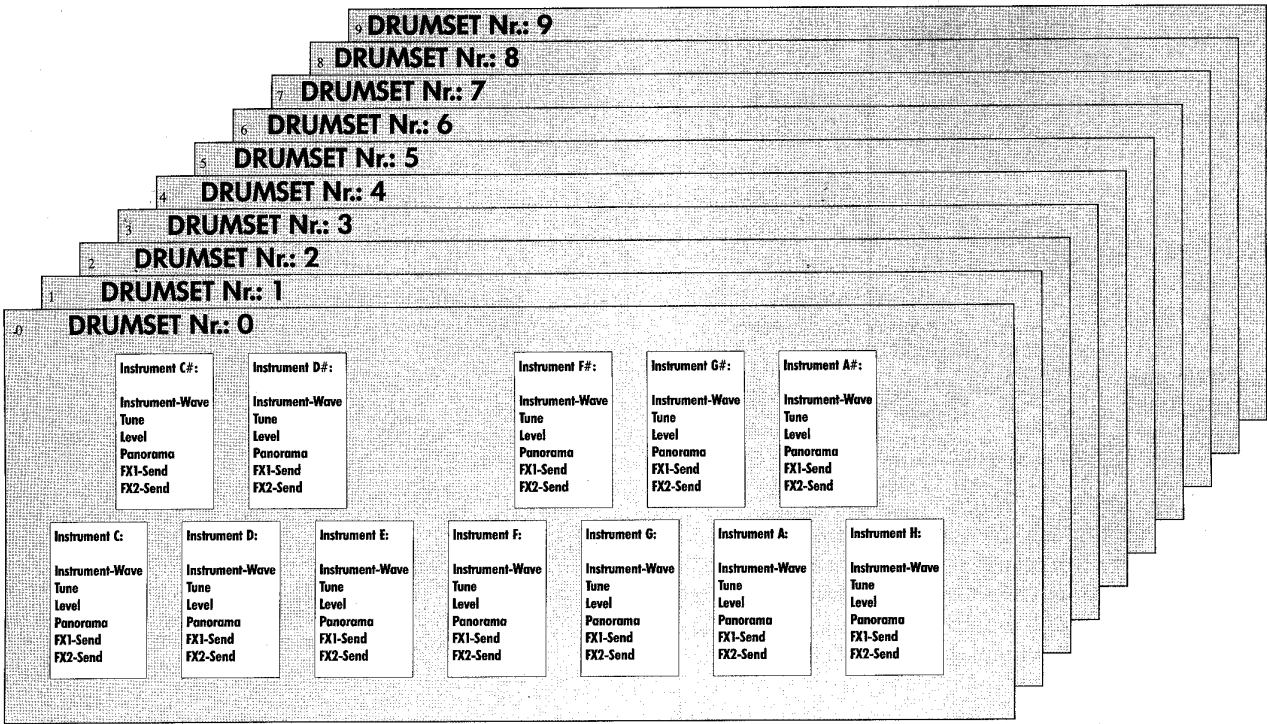 9 DRUMSET Nr.: 9
8 DRUMSET Nr.: 8
7 DRUMSET Nr.: 7
6 DRUMSET Nr.: 6
5 DRUMSET Nr.: 5
4 DRUMSET Nr.: 4
3 DRUMSET Nr.: 3
2 DRUMSET Nr.: 2
1 DRUMSET Nr.: 1
0 DRUMSET Nr.: 0
Instrument C#:
Instrument-Wave
Tune
Level
Panorama
FX1-Send
FX2-Send
Instrument D#:
Instrument-Wave
Tune
Level
Panorama
FX1-Send
FX2-Send
Instrument F#:
Instrument-Wave
Tune
Level
Panorama
FX1-Send
FX2-Send
Instrument G#:
Instrument-Wave
Tune
Level
Panorama
FX1-Send
FX2-Send
Instrument A#:
Instrument-Wave
Tune
Level
Panorama
FX1-Send
FX2-Send
Instrument C:
Instrument-Wave
Tune
Level
Panorama
FX1-Send
FX2-Send
Instrument D:
Instrument-Wave
Tune
Level
Panorama
FX1-Send
FX2-Send
Instrument E:
Instrument-Wave
Tune
Level
Panorama
FX1-Send
FX2-Send
Instrument F:
Instrument-Wave
Tune
Level
Panorama
FX1-Send
FX2-Send
Instrument G:
Instrument-Wave
Tune
Level
Panorama
FX1-Send
FX2-Send
Instrument A:
Instrument-Wave
Tune
Level
Panorama
FX1-Send
FX2-Send
Instrument H:
Instrument-Wave
Tune
Level
Panorama
FX1-Send
FX2-Send